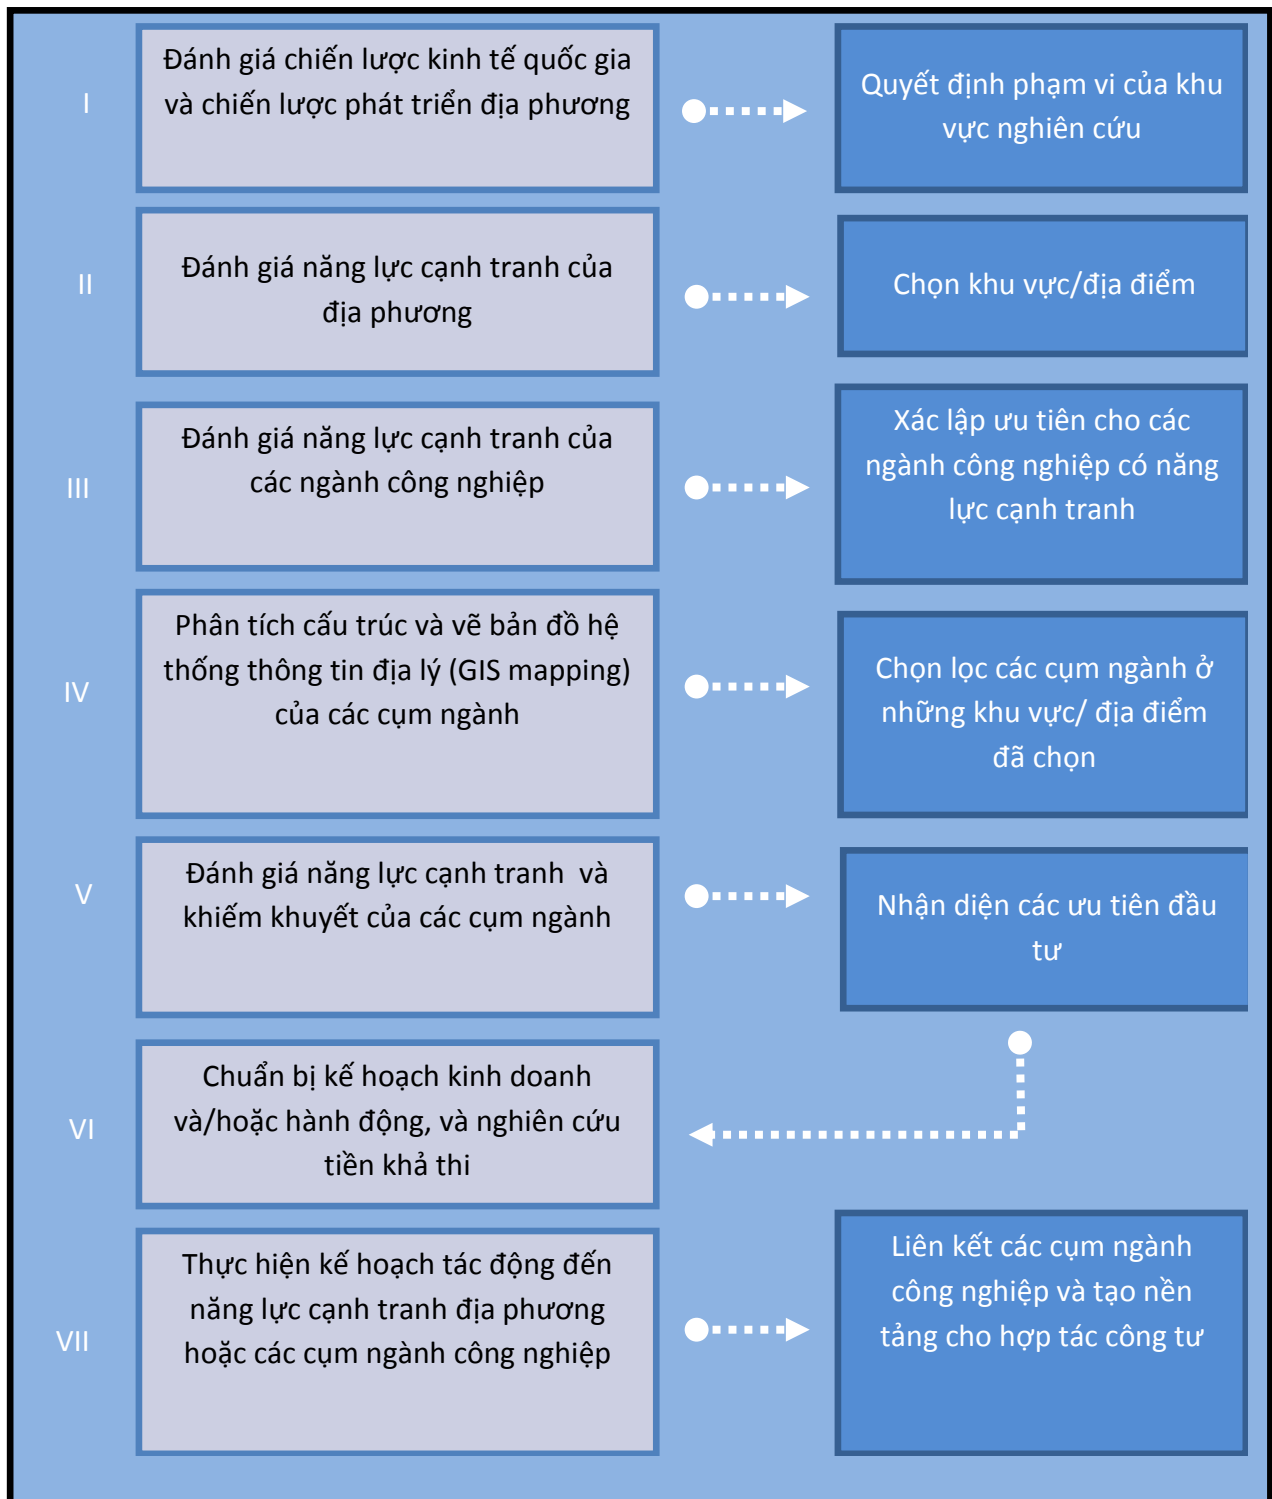 I
Đánh giá chiến lược kinh tế quốc gia
và chiến lược phát triển địa phương
Quyết định phạm vi của khu
vực nghiên cứu
II
Đánh giá năng lực cạnh tranh của
địa phương
Chọn khu vực/địa điểm
III
Đánh giá năng lực cạnh tranh của
các ngành công nghiệp
Xác lập ưu tiên cho các
ngành công nghiệp có năng
lực cạnh tranh
IV
Phân tích cấu trúc và vẽ bản đồ hệ
thống thông tin địa lý (GIS mapping)
của các cụm ngành
Chọn lọc các cụm ngành ở
những khu vực/ địa điểm
đã chọn
V
Đánh giá năng lực cạnh tranh  và
khiếm khuyết của các cụm ngành
Nhận diện các ưu tiên đầu
tư
VI
Chuẩn bị kế hoạch kinh doanh
và/hoặc hành động, và nghiên cứu
tiền khả thi
VII
Thực hiện kế hoạch tác động đến
năng lực cạnh tranh địa phương
hoặc các cụm ngành công nghiệp
Liên kết các cụm ngành
công nghiệp và tạo nền
tảng cho hợp tác công tư